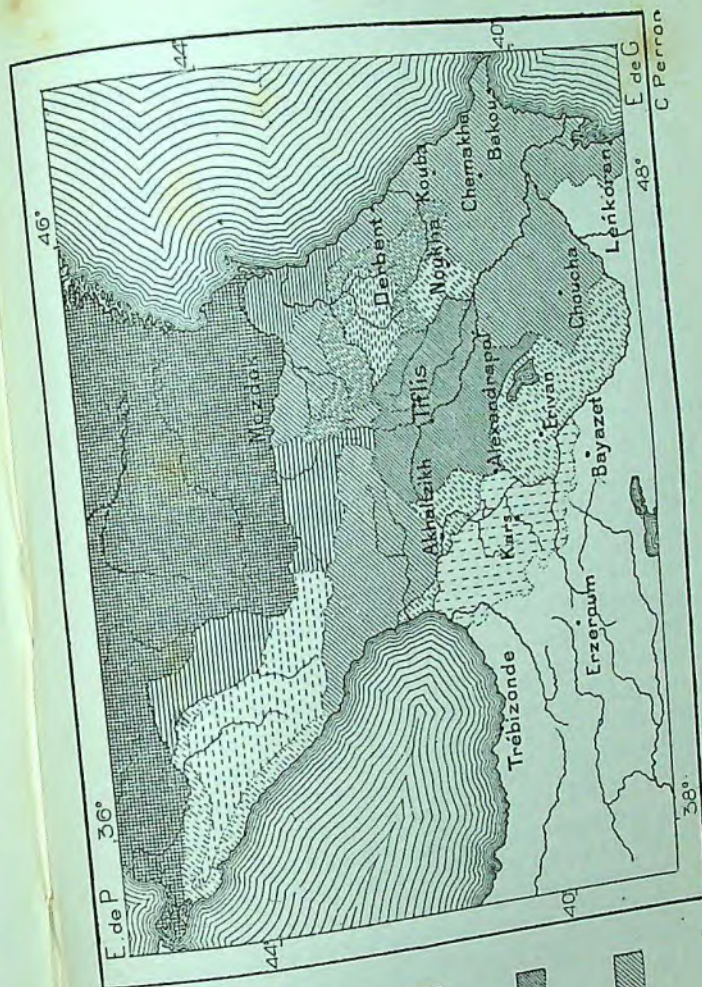 E. de P
36°
46°
44
44
40
40
E de G
C Perron
48°
38°
Mozdok
Derbent
Kouba
Noukha
Chemakha
Bakou
Tiflis
Akhaltzikh
Alexandrapol
Erivan
Choucha
Lenkoran
Kars
Bayazet
Trébizonde
Erzeroum